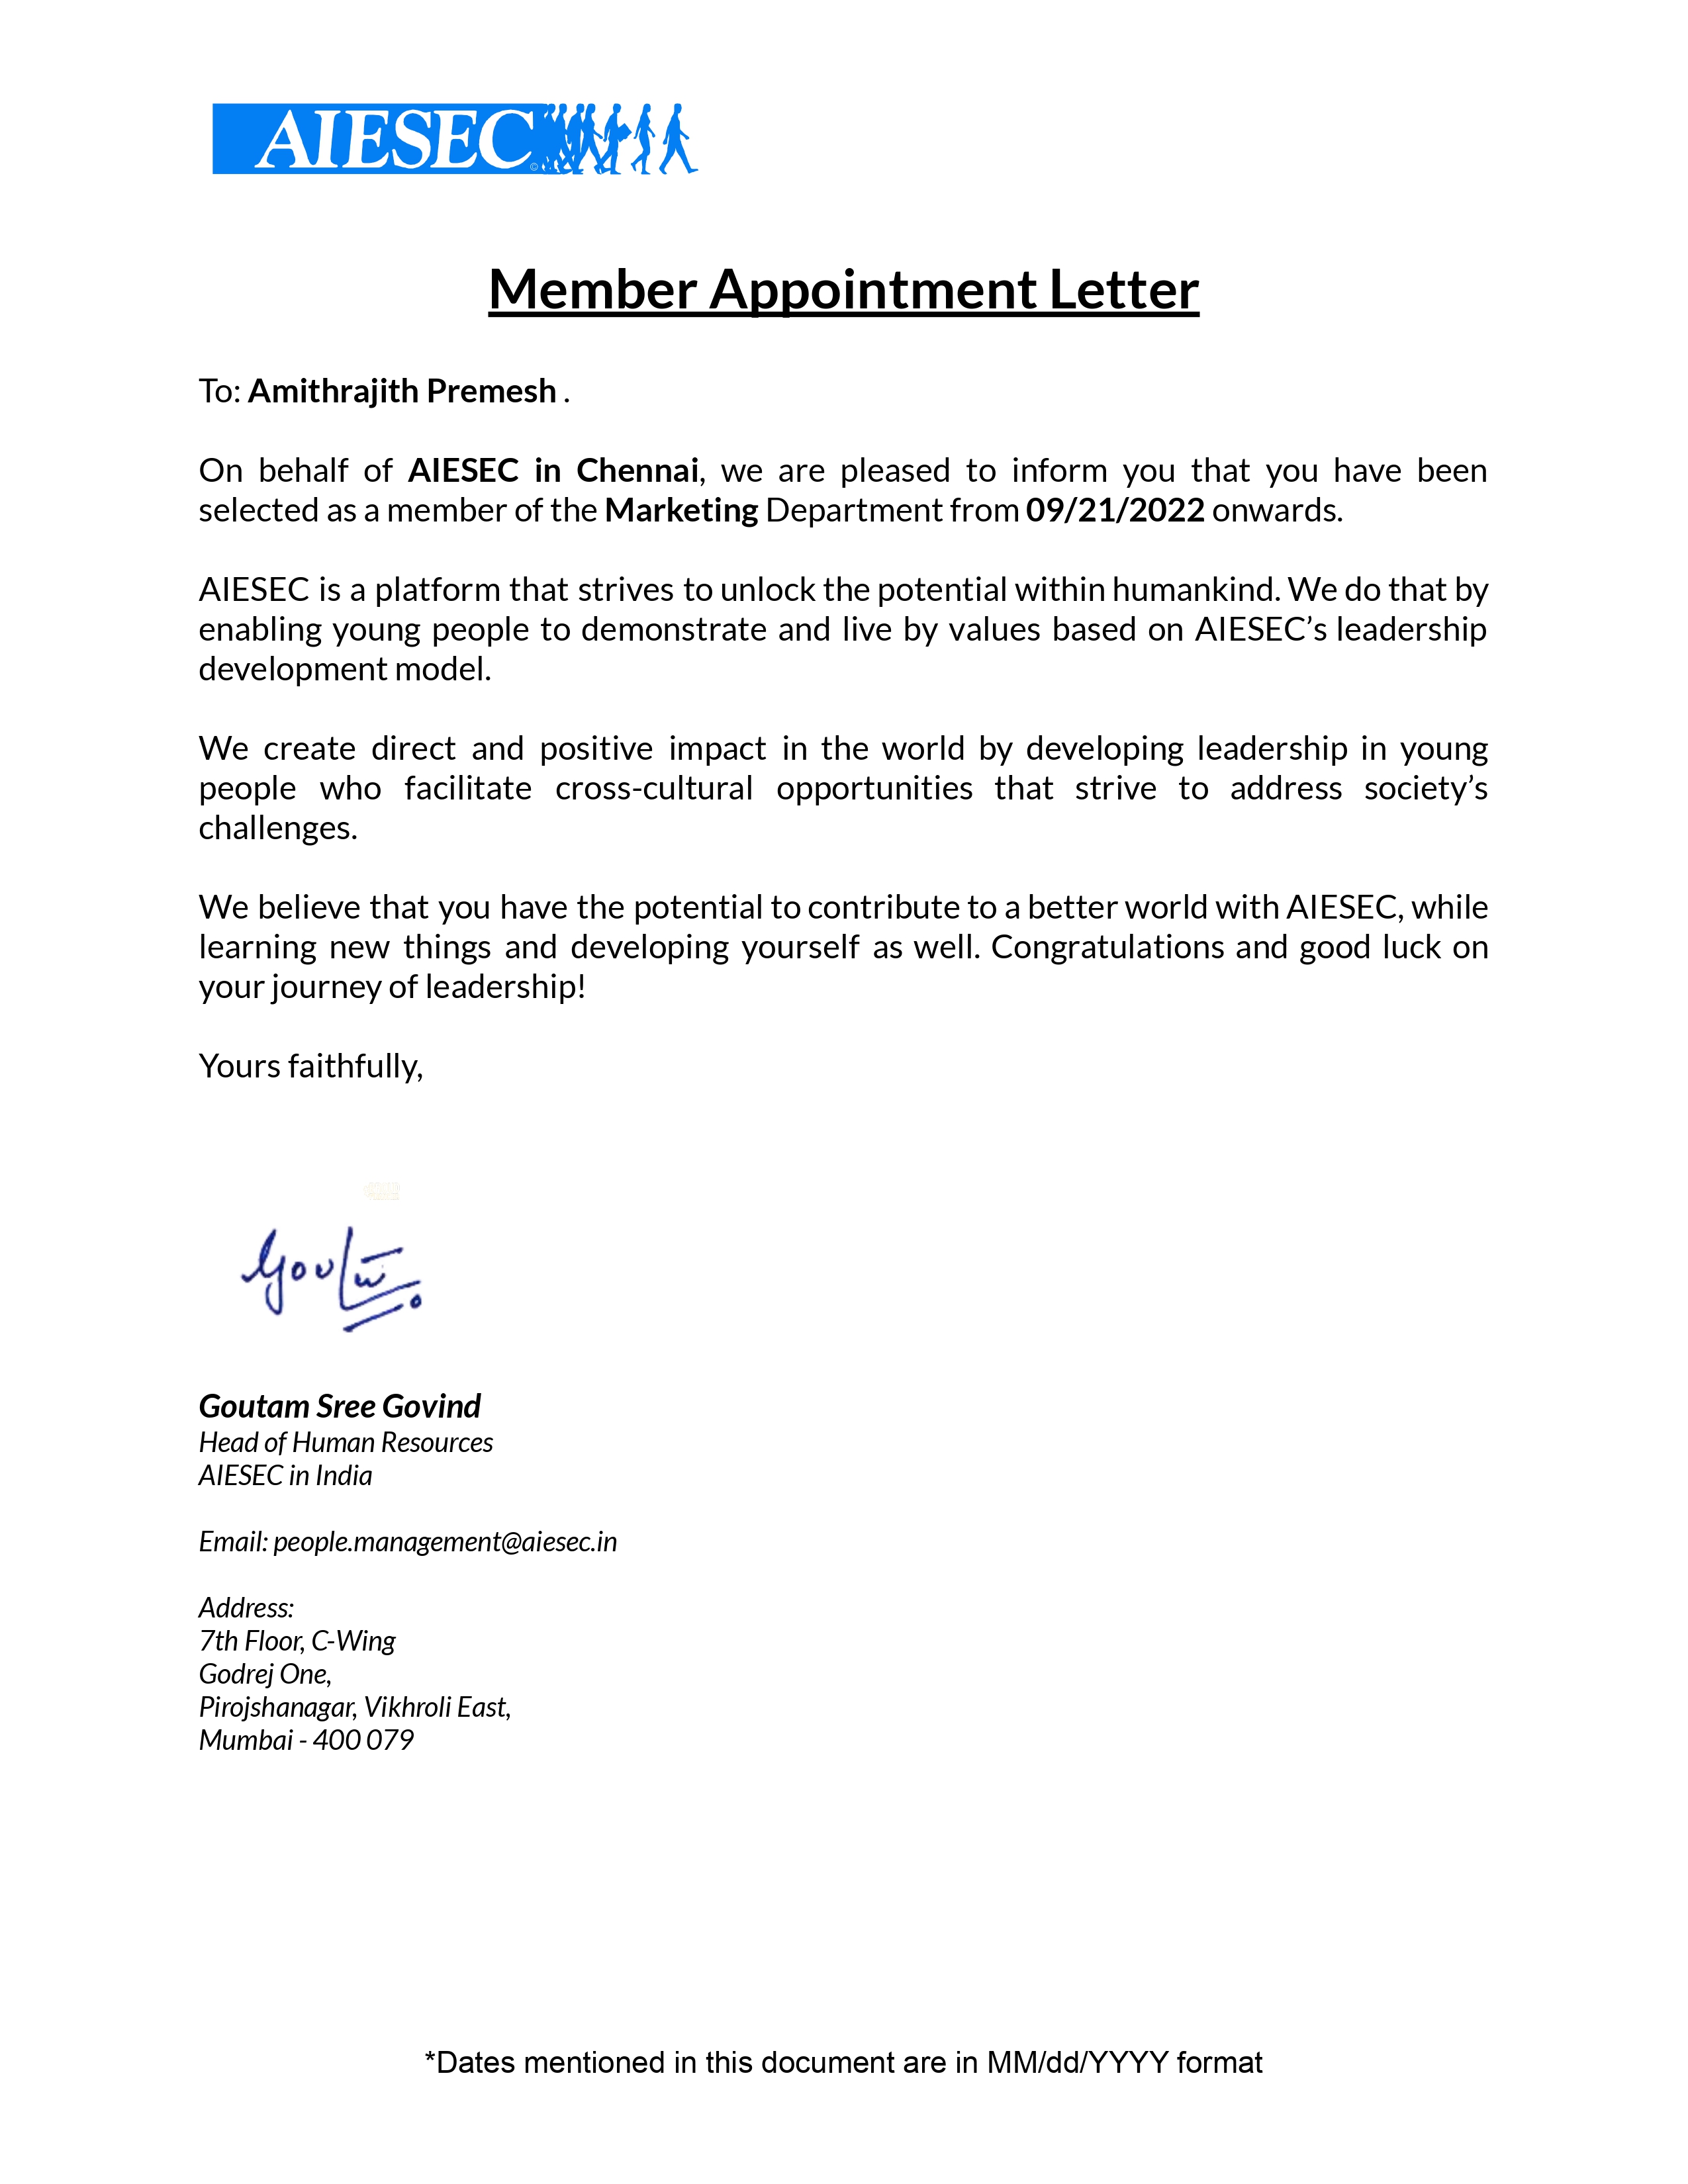 AIESEC
Member Appointment Letter
To: Amithrajith Premesh .
On behalf of AIESEC in Chennai, we are pleased to inform you that you have been
selected as a member of the Marketing Department from 09/21/2022 onwards.
AIESEC is a platform that strives to unlock the potential within humankind. We do that by
enabling young people to demonstrate and live by values based on AIESEC’s leadership
development model.
We create direct and positive impact in the world by developing leadership in young
people who facilitate cross-cultural opportunities that strive to address society’s
challenges.
We believe that you have the potential to contribute to a better world with AIESEC, while
learning new things and developing yourself as well. Congratulations and good luck on
your journey of leadership!
Yours faithfully,
Goutam Sree Govind
Head of Human Resources
AIESEC in India
Email: people.management@aiesec.in
Address:
7th Floor, C-Wing
Godrej One,
Pirojshanagar, Vikhroli East,
Mumbai - 400 079
*Dates mentioned in this document are in MM/dd/YYYY format